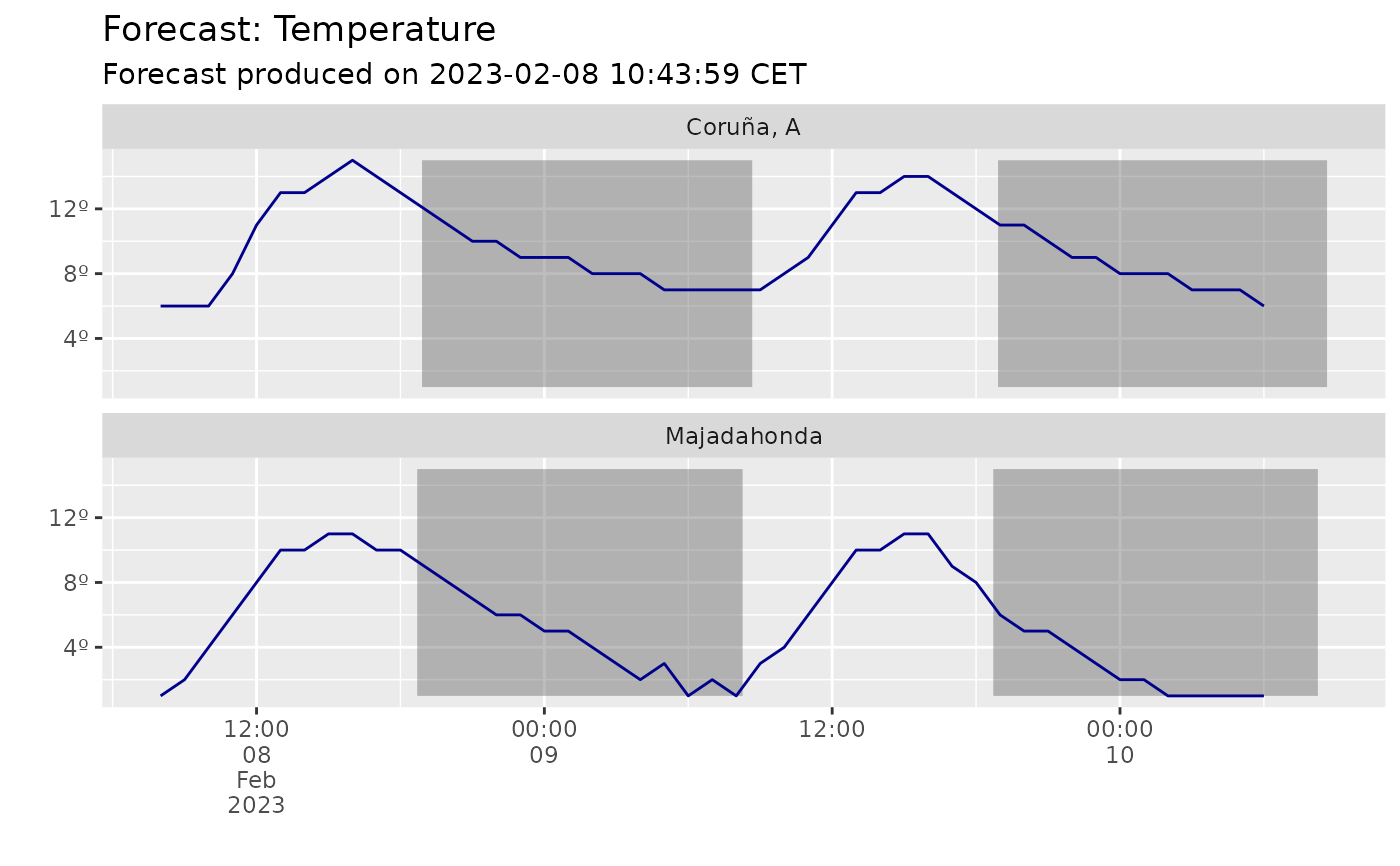 Forecast: Temperature
Forecast produced on 2023-02-08 10:43:59 CET
Coruña, A
12º
8º
4º
Majadahonda
12º
8º
4º
12:00 00:00 12:00 00:00
08 09 10
Feb
2023